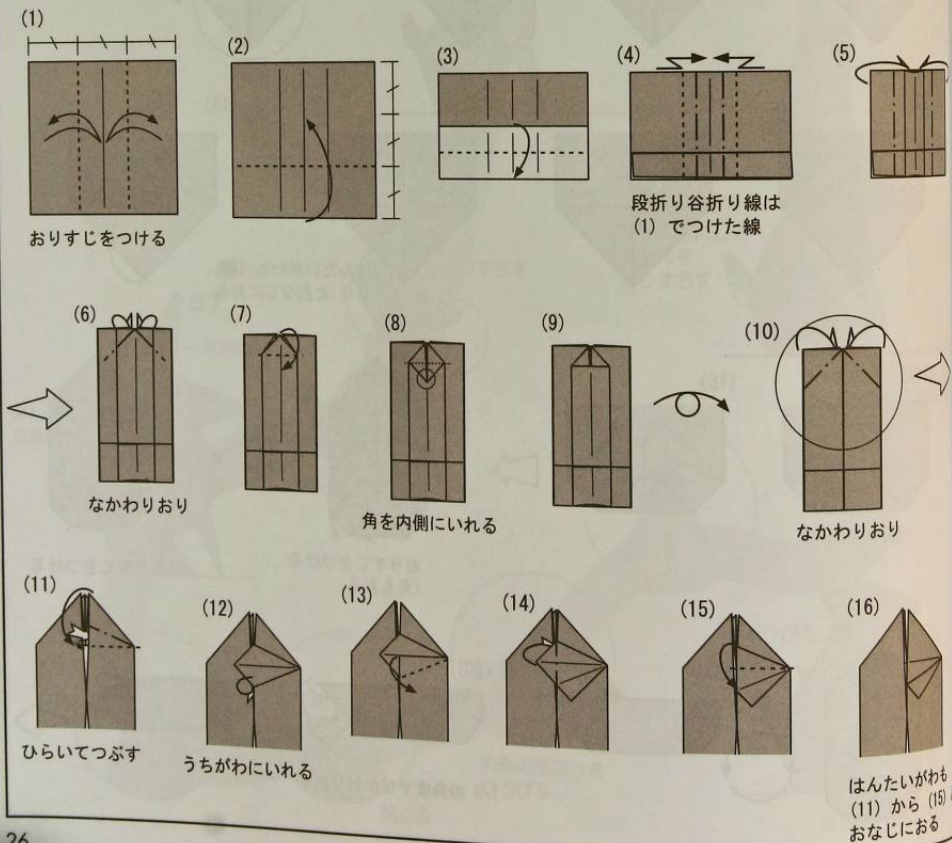 (1)
(2)
(3)
(4)
(5)
おりすじをつける
段折り谷折り線は
(1) でつけた線
(6)
(7)
(8)
(9)
(10)
なかわりおり
角を内側にいれる
なかわりおり
(11)
(12)
(13)
(14)
(15)
(16)
ひらいてつぶす
うちがわにいれる
はんたいがわも
(11) から (15)
おなじにおる
26